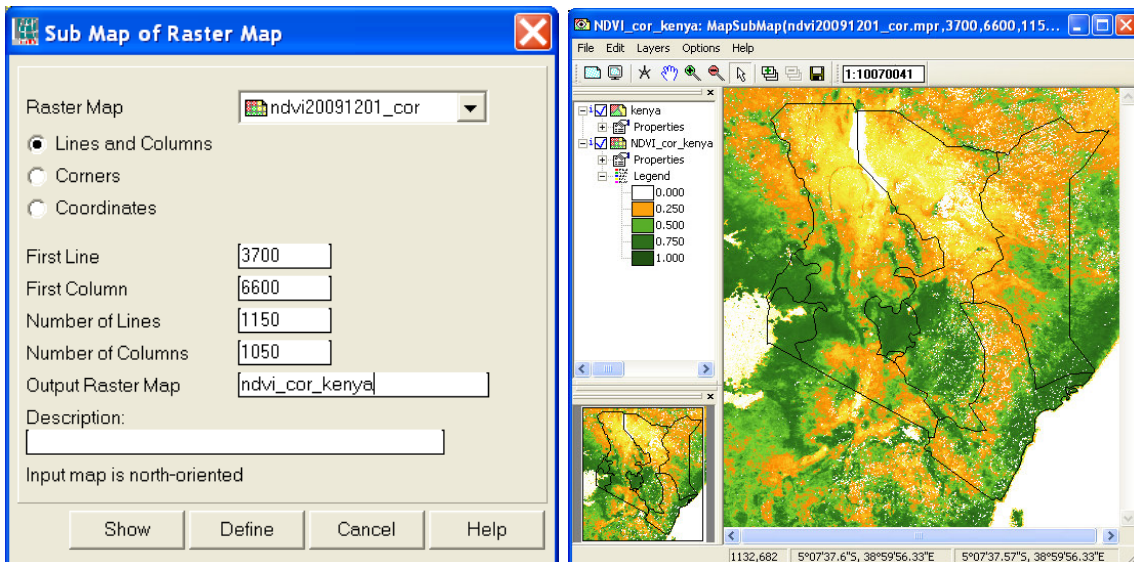 Sub Map of Raster Map
Raster Map
ndvi20091201_cor
Lines and Columns
Corners
Coordinates
First Line
3700
First Column
6600
Number of Lines
1150
Number of Columns
1050
Output Raster Map
ndvi_cor_kenya
Description:
Input map is north-oriented
Show
Define
Cancel
Help
NDVI_cor_kenya: MapSubMap(ndvi20091201_cor.mpr,3700,6600,115...
File Edit Layers Options Help
1:10070041
kenya
Properties
NDVI_cor_kenya
Properties
Legend
0.000
0.250
0.500
0.750
1.000
1132,682
5°07'37.6"S, 38°59'56.33"E
5°07'37.57"S, 38°59'56.33"E